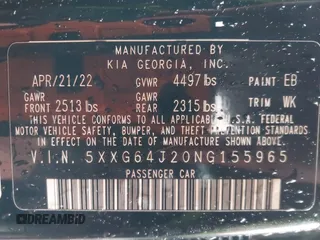 MANUFACTURED BY
KIA GEORGIA, INC.
APR/21/22 GVWR 4497 lbs PAINT EB
GAWR GAWR
FRONT 2513 lbs REAR 2315 lbs TRIM WK
THIS VEHICLE CONFORMS TO ALL APPLICABLE FEDERAL
MOTOR VEHICLE SAFETY, BUMPER, AND THEFT PREVENTION
STANDARDS IN EFFECT ON THE DATE OF MANUFACTURE
SHOWN ABOVE.
V.I.N. 5XXG64J20NG155965
PASSENGER CAR
DREAMBID